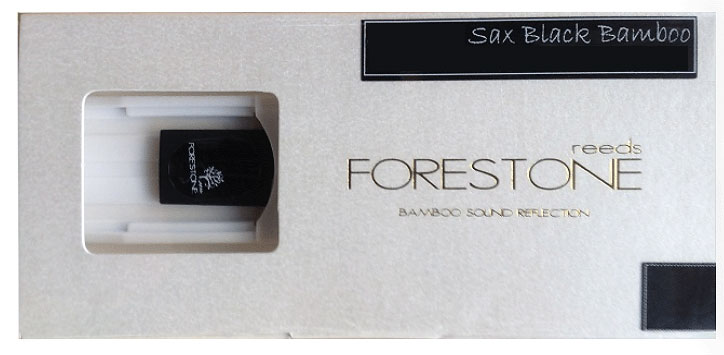 Sax Black Bamboo
reeds
FORESTONE
BAMBOO SOUND REFLECTION
FORESTONE